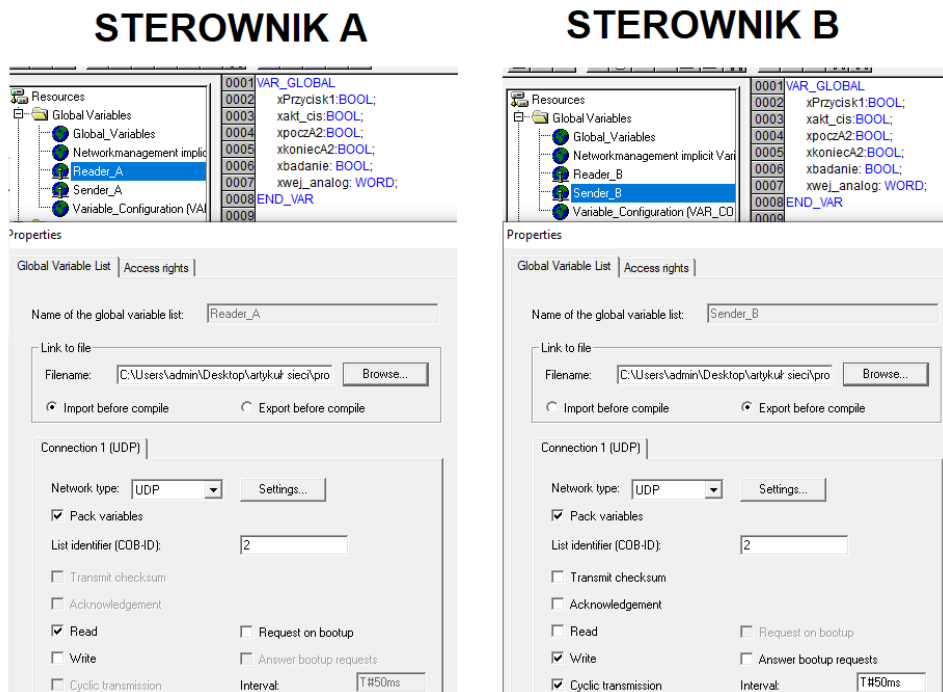 STEROWNIK A
Resources
Global Variables
Global_Variables
Networkmanagement implic
Reader_A
Sender_A
Variable_Configuration (VAI
0001 VAR_GLOBAL
0002 xPrzycisk1:BOOL;
0003 xakt_cis:BOOL;
0004 xpoczA2:BOOL;
0005 xkoniecA2:BOOL;
0006 xbadanie: BOOL;
0007 xwej_analog: WORD;
0008 END_VAR
0009
Properties
Global Variable List Access rights
Name of the global variable list: Reader_A
Link to file
Filename: C:\Users\admin\Desktop\artykuł sieci\pro Browse...
Import before compile Export before compile
Connection 1 (UDP)
Network type: UDP Settings...
Pack variables
List identifier (COB-ID): 2
Transmit checksum
Acknowledgement
Read Request on bootup
Write Answer bootup requests
Cyclic transmission Interval: T#50ms
STEROWNIK B
Resources
Global Variables
Global_Variables
Networkmanagement implicit Vari
Reader_B
Sender_B
Variable_Configuration (VAR_CO
0001 VAR_GLOBAL
0002 xPrzycisk1:BOOL;
0003 xakt_cis:BOOL;
0004 xpoczA2:BOOL;
0005 xkoniecA2:BOOL;
0006 xbadanie: BOOL;
0007 xwej_analog: WORD;
0008 END_VAR
0009
Properties
Global Variable List Access rights
Name of the global variable list: Sender_B
Link to file
Filename: C:\Users\admin\Desktop\artykuł sieci\pro Browse...
Import before compile Export before compile
Connection 1 (UDP)
Network type: UDP Settings...
Pack variables
List identifier (COB-ID): 2
Transmit checksum
Acknowledgement
Read Request on bootup
Write Answer bootup requests
Cyclic transmission Interval: T#50ms